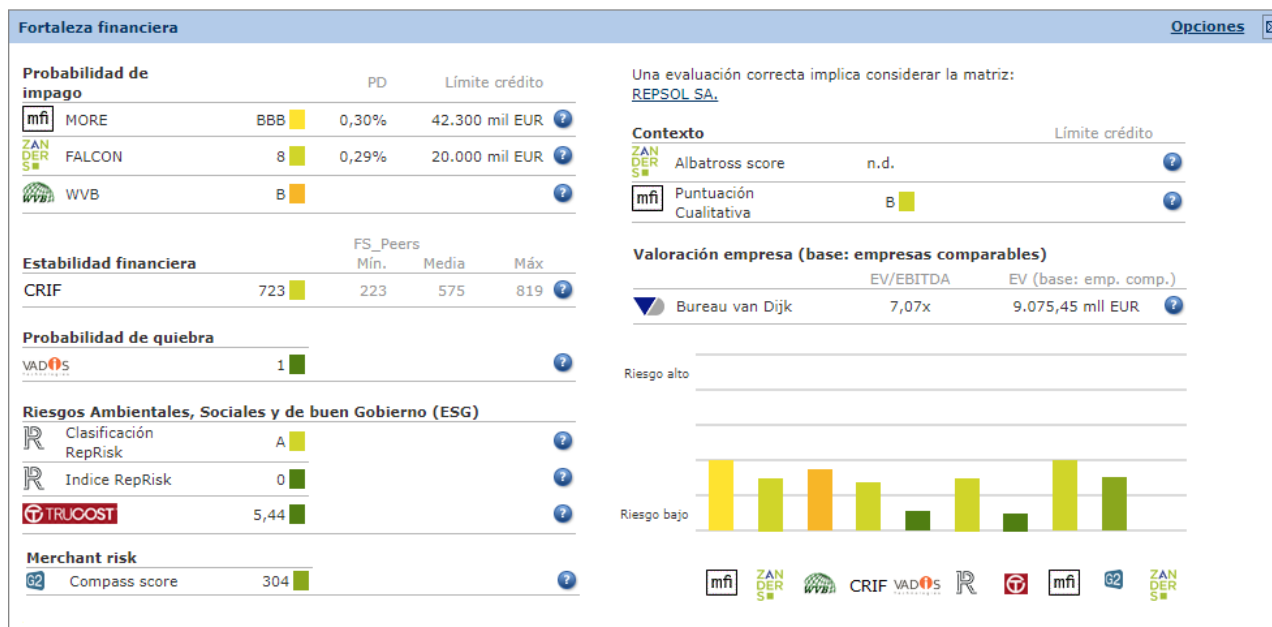 Fortaleza financiera
Opciones
Probabilidad de
impago
PD
Límite crédito
mfi MORE BBB 0,30% 42.300 mil EUR ?
ZAN
DER
S FALCON 8 0,29% 20.000 mil EUR ?
WVB WVB B ?
FS_Peers
Estabilidad financiera Mín. Media Máx
CRIF 723 223 575 819 ?
Probabilidad de quiebra
VADIS 1 ?
Riesgos Ambientales, Sociales y de buen Gobierno (ESG)
R Clasificación
RepRisk A ?
R Indice RepRisk 0 ?
TRUCOST 5,44 ?
Merchant risk
G2 Compass score 304 ?
Una evaluación correcta implica considerar la matriz:
REPSOL SA.
Contexto Límite crédito
ZAN
DER
S Albatross score n.d. ?
mfi Puntuación
Cualitativa B ?
Valoración empresa (base: empresas comparables)
EV/EBITDA EV (base: emp. comp.)
Bureau van Dijk 7,07x 9.075,45 mll EUR ?
Riesgo alto
Riesgo bajo
mfi ZAN
DER
S WVB CRIF VADIS R T mfi G2 ZAN
DER
S